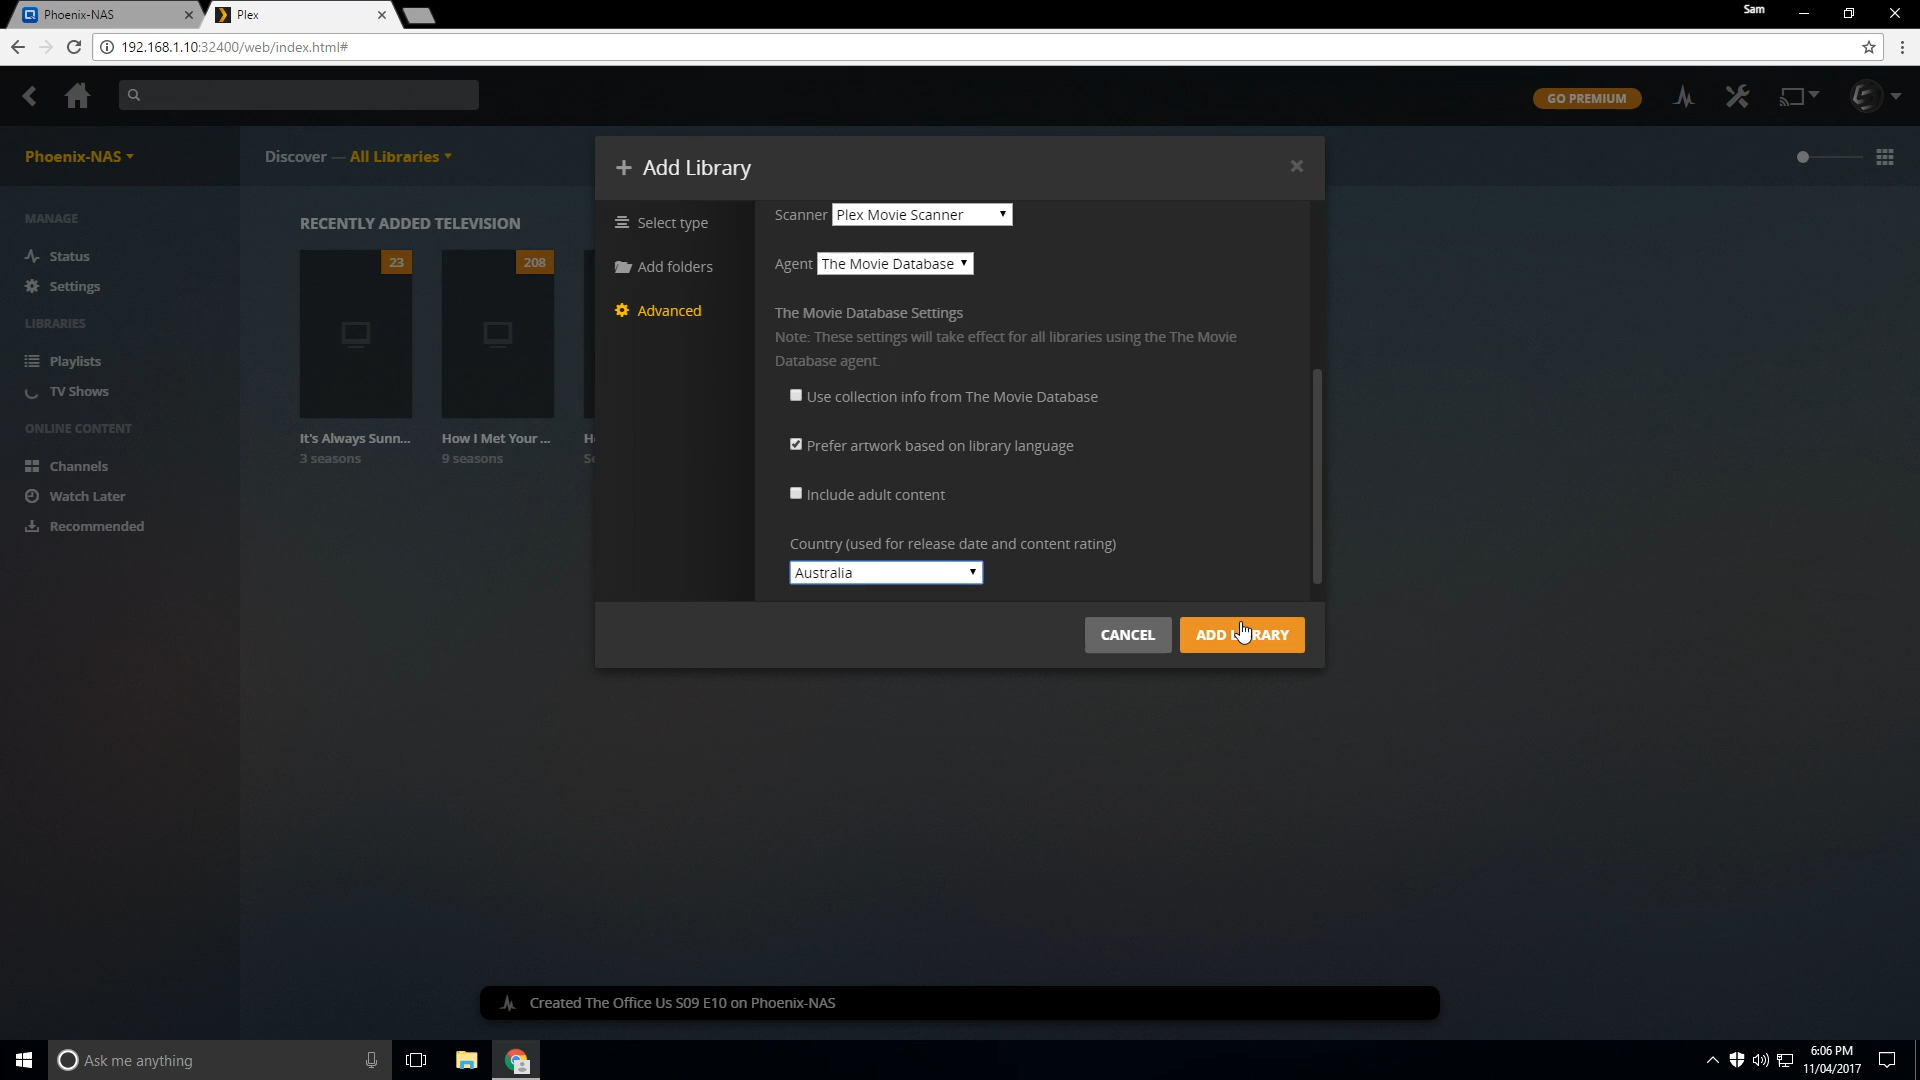 Phoenix-NAS
Plex
Sam
192.168.1.10:32400/web/index.html#
GO PREMIUM
Phoenix-NAS
Discover — All Libraries
MANAGE
Status
Settings
LIBRARIES
Playlists
TV Shows
ONLINE CONTENT
Channels
Watch Later
Recommended
RECENTLY ADDED TELEVISION
23
208
It's Always Sunn...
3 seasons
How I Met Your ...
9 seasons
Add Library
Select type
Add folders
Advanced
Scanner Plex Movie Scanner
Agent The Movie Database
The Movie Database Settings
Note: These settings will take effect for all libraries using the The Movie
Database agent.
Use collection info from The Movie Database
Prefer artwork based on library language
Include adult content
Country (used for release date and content rating)
Australia
CANCEL
ADD LIBRARY
Created The Office Us S09 E10 on Phoenix-NAS
Ask me anything
6:06 PM
11/04/2017